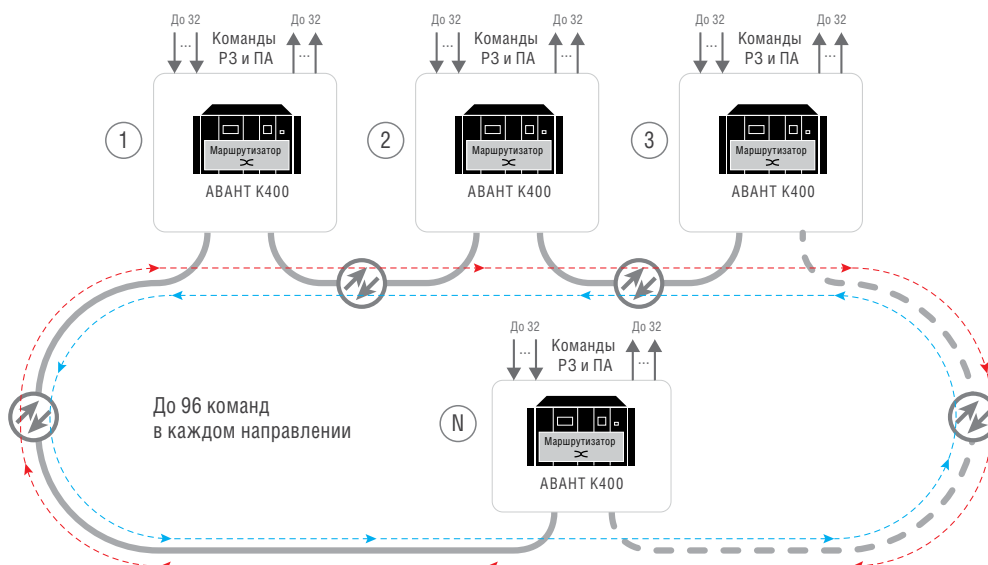 До 32
До 32
...
Команды
РЗ и ПА
...
1
Маршрутизатор
АВАНТ К400
До 32
До 32
...
Команды
РЗ и ПА
...
2
Маршрутизатор
АВАНТ К400
До 32
До 32
...
Команды
РЗ и ПА
...
3
Маршрутизатор
АВАНТ К400
До 32
До 32
...
Команды
РЗ и ПА
...
N
Маршрутизатор
АВАНТ К400
До 96 команд
в каждом направлении